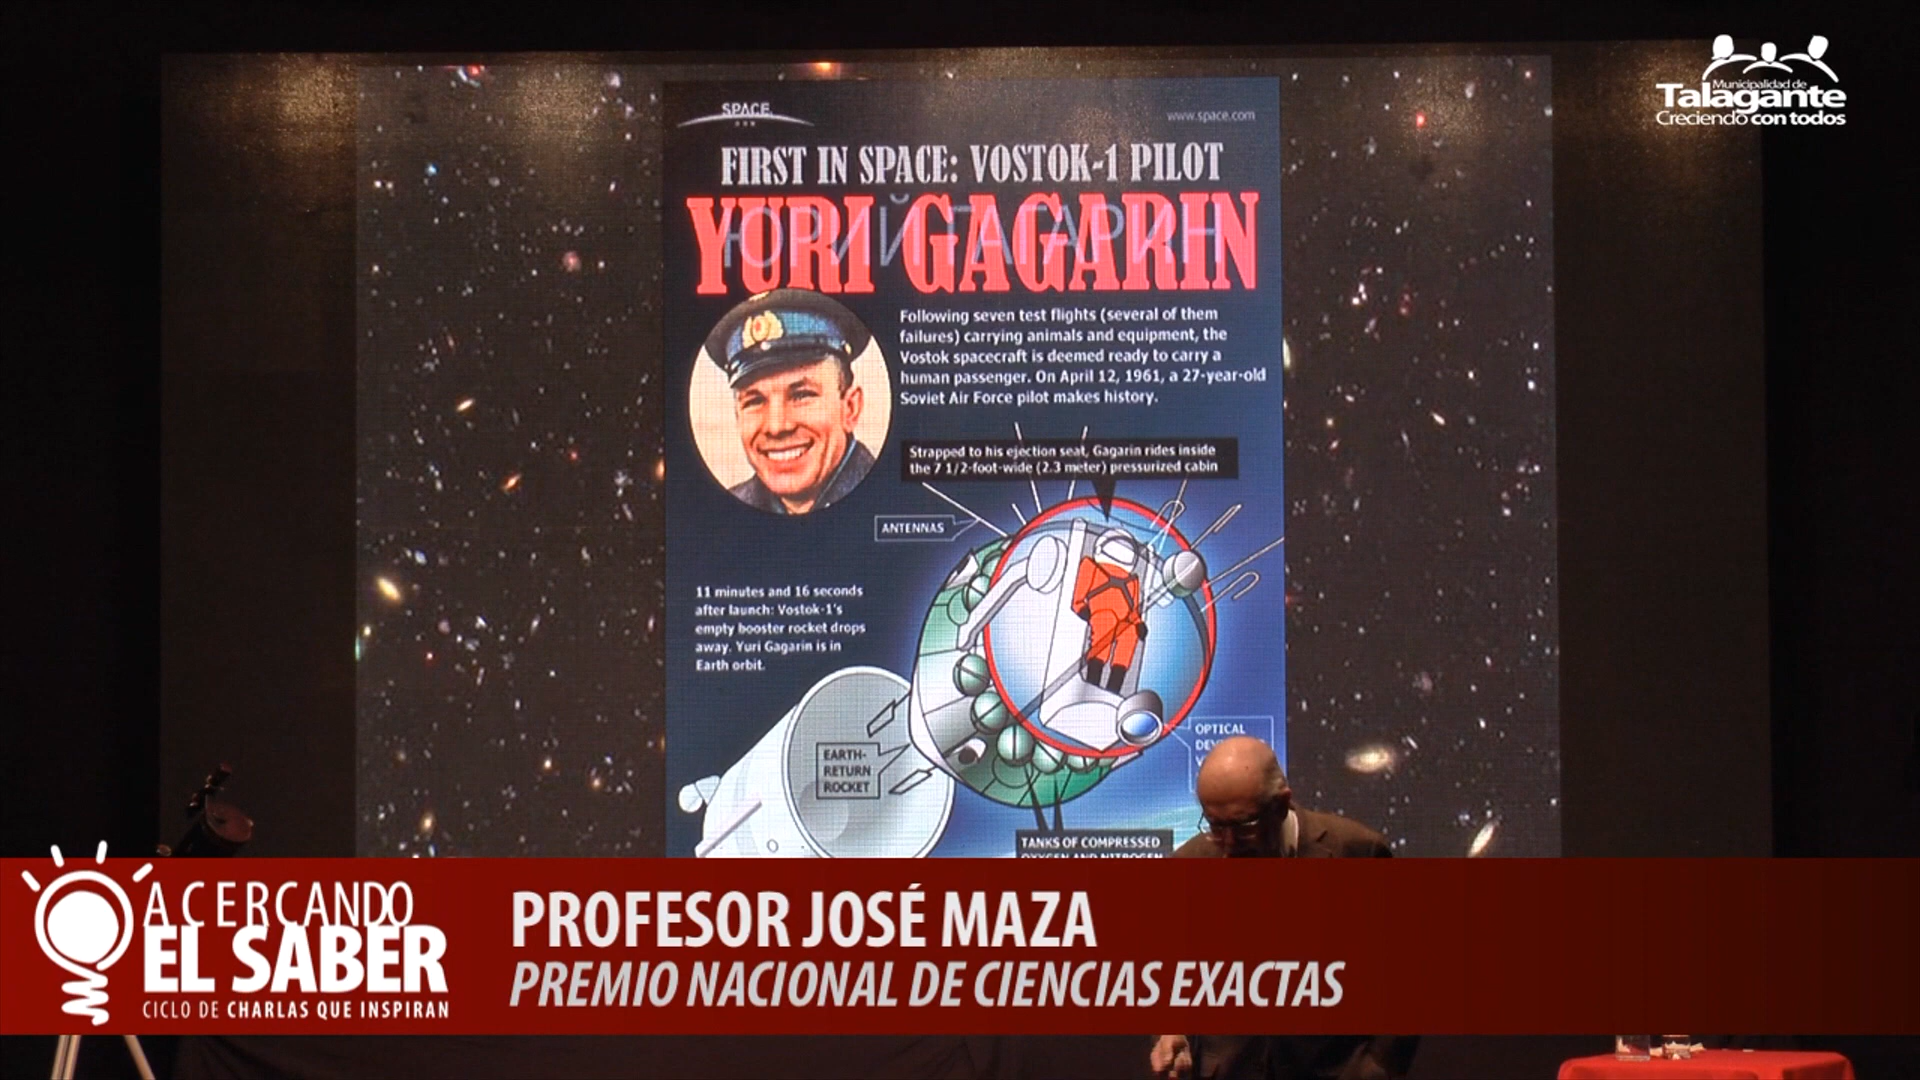 Municipalidad de
Talagante
Creciendo con todos
SPACE
www.space.com
FIRST IN SPACE: VOSTOK-1 PILOT
YURI GAGARIN
ЮРИЙ ГАГАРИН
Following seven test flights (several of them
failures) carrying animals and equipment, the
Vostok spacecraft is deemed ready to carry a
human passenger. On April 12, 1961, a 27-year-old
Soviet Air Force pilot makes history.
Strapped to his ejection seat, Gagarin rides inside
the 7 1/2-foot-wide (2.3 meter) pressurized cabin
ANTENNAS
11 minutes and 16 seconds
after launch: Vostok-1's
empty booster rocket drops
away. Yuri Gagarin is in
Earth orbit.
EARTH-
RETURN
ROCKET
OPTICAL
TANKS OF COMPRESSED
OXYGEN AND NITROGEN
ACERCANDO
EL SABER
CICLO DE CHARLAS QUE INSPIRAN
PROFESOR JOSÉ MAZA
PREMIO NACIONAL DE CIENCIAS EXACTAS